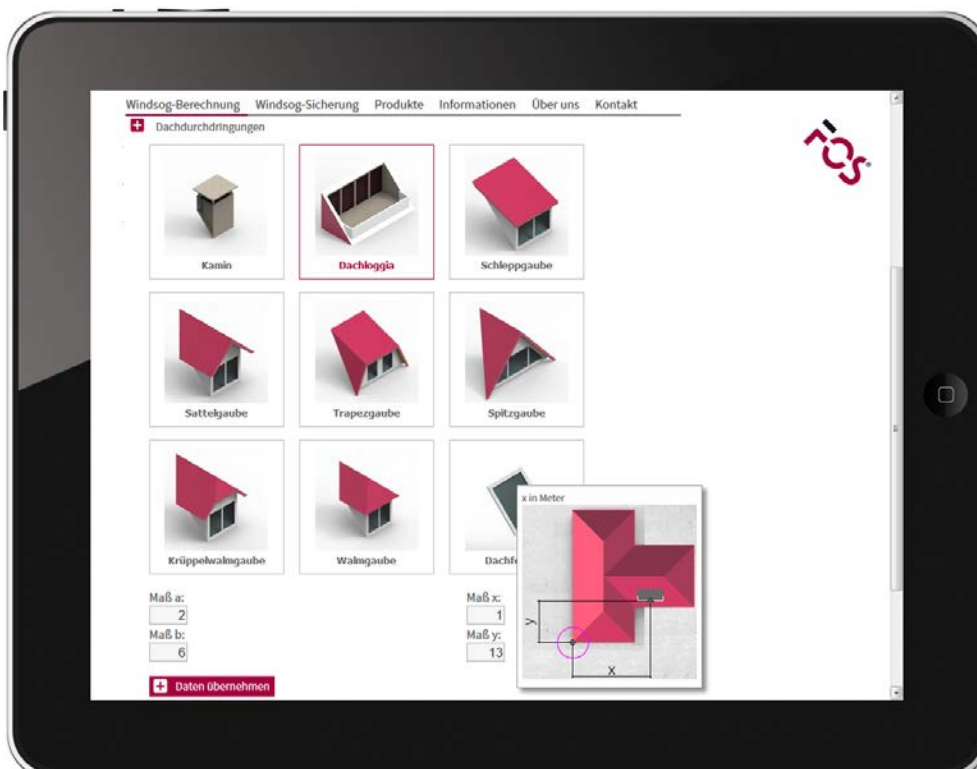 Windsog-Berechnung Windsog-Sicherung Produkte Informationen Über uns Kontakt
Dachdurchdringungen
FOS®
Kamin Dachloggia Schleppgaube
Sattelgaube Trapezgaube Spitzgaube
Krüppelwalmgaube Walmgaube
x in Meter
y
x
Maß a: Maß x:
2 1
Maß b: Maß y:
6 13
Daten übernehmen